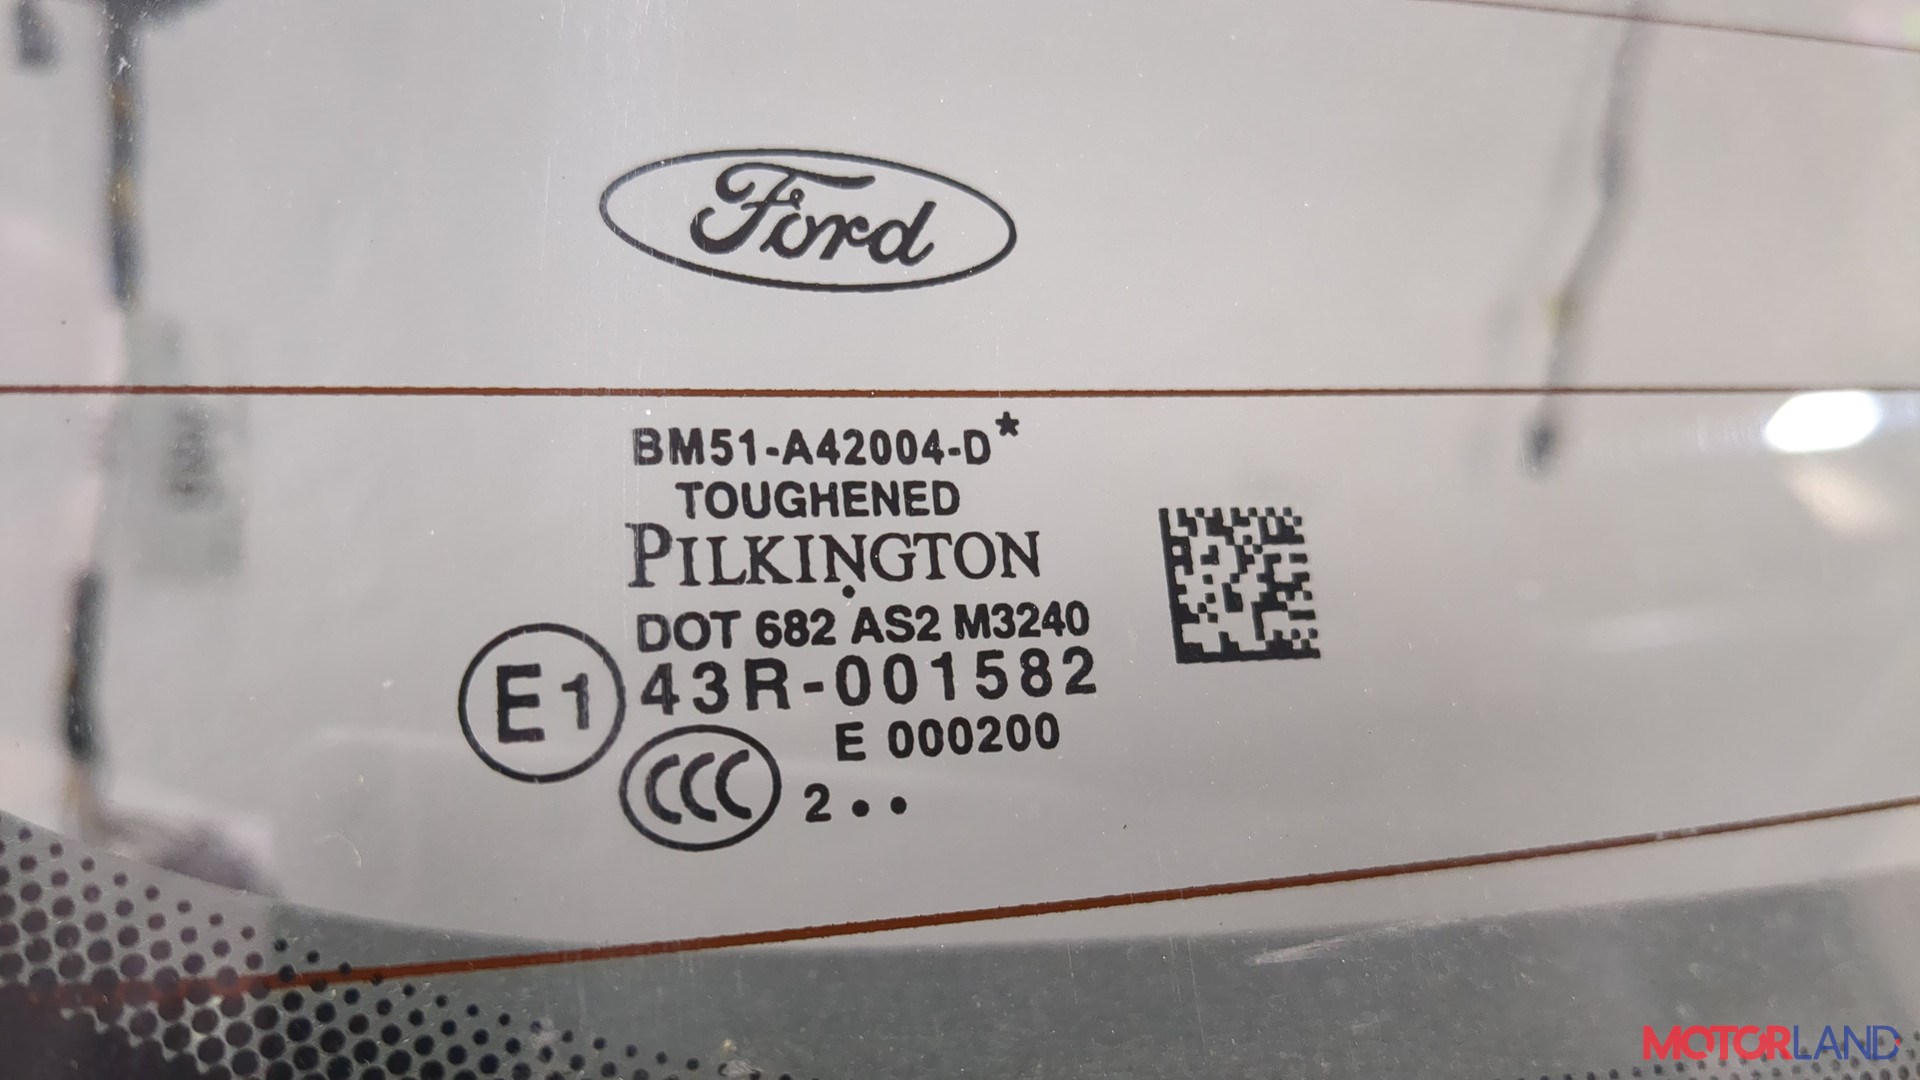 Ford
BM51-A42004-D*
TOUGHENED
PILKINGTON
DOT 682 AS2 M3240
E1 43R-001582
E 000200
CCC 2 • •
MOTORLAND